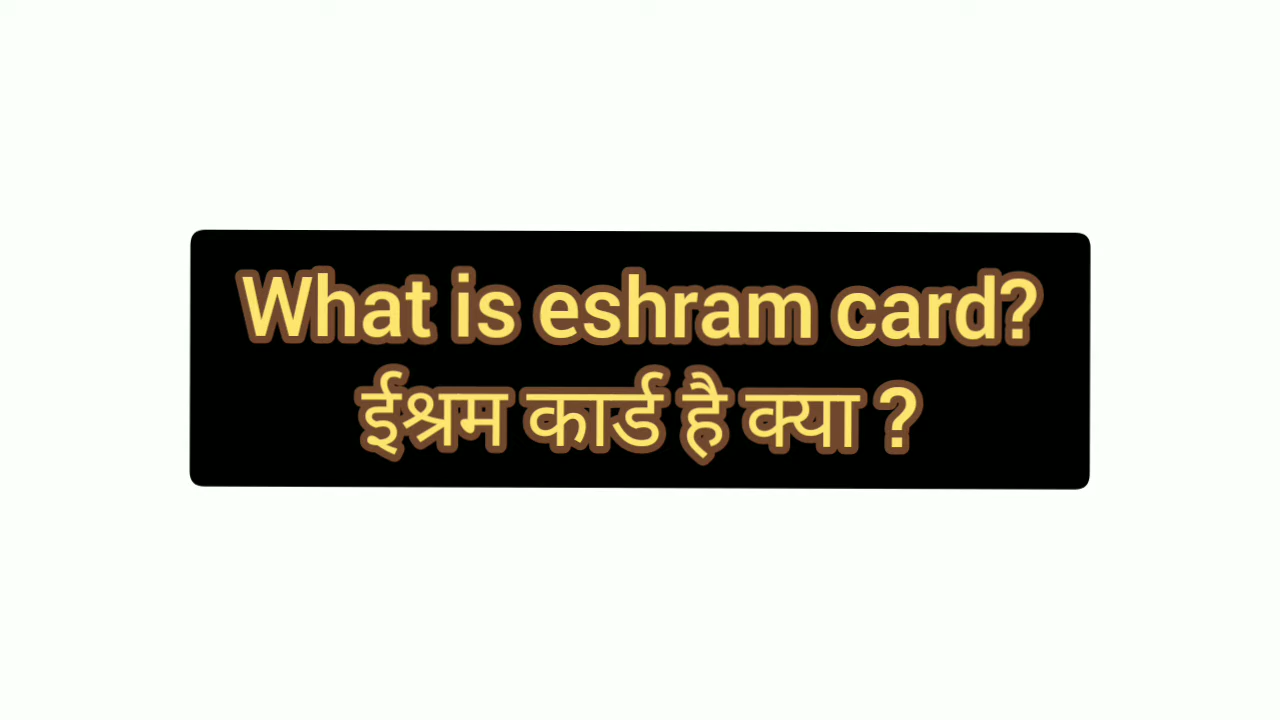 What is eshram card?
ईश्रम कार्ड है क्या ?